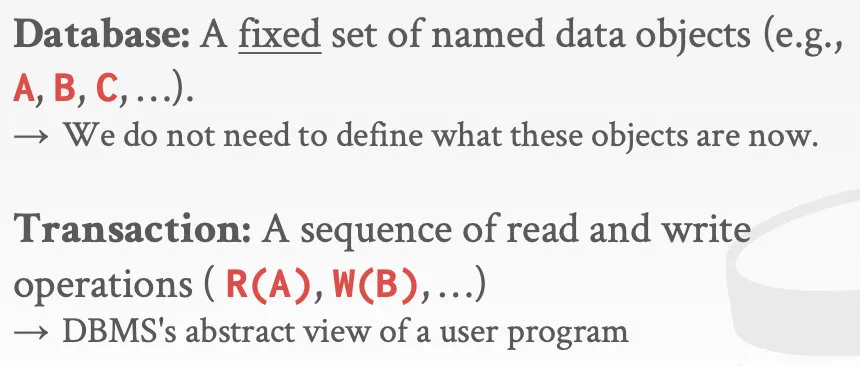 Database: A fixed set of named data objects (e.g.,
A, B, C, …).
→ We do not need to define what these objects are now.
Transaction: A sequence of read and write
operations ( R(A), W(B), …)
→ DBMS's abstract view of a user program